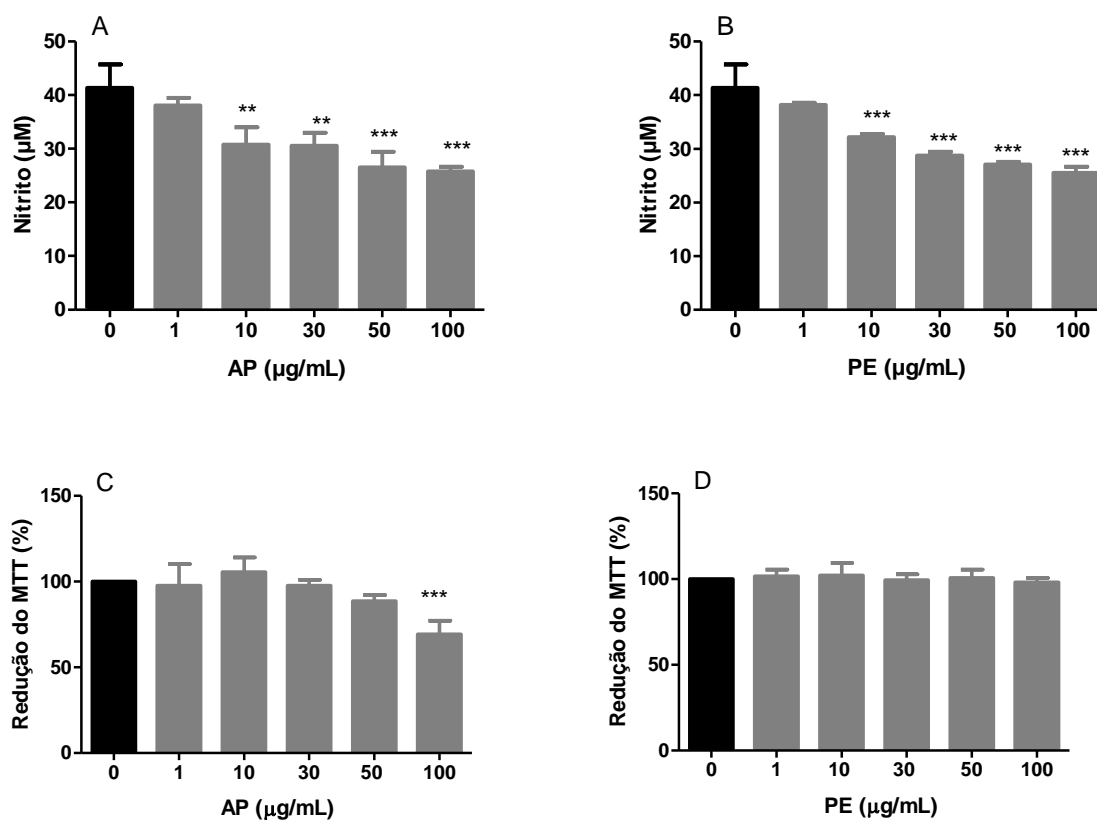 A
Nitrito (µM)
50
40
30
20
10
0
** ** *** ***
0 1 10 30 50 100
AP (µg/mL)
B
Nitrito (µM)
50
40
30
20
10
0
*** *** *** ***
0 1 10 30 50 100
PE (µg/mL)
C
Redução do MTT (%)
150
100
50
0
***
0 1 10 30 50 100
AP (µg/mL)
D
Redução do MTT (%)
150
100
50
0
0 1 10 30 50 100
PE (µg/mL)